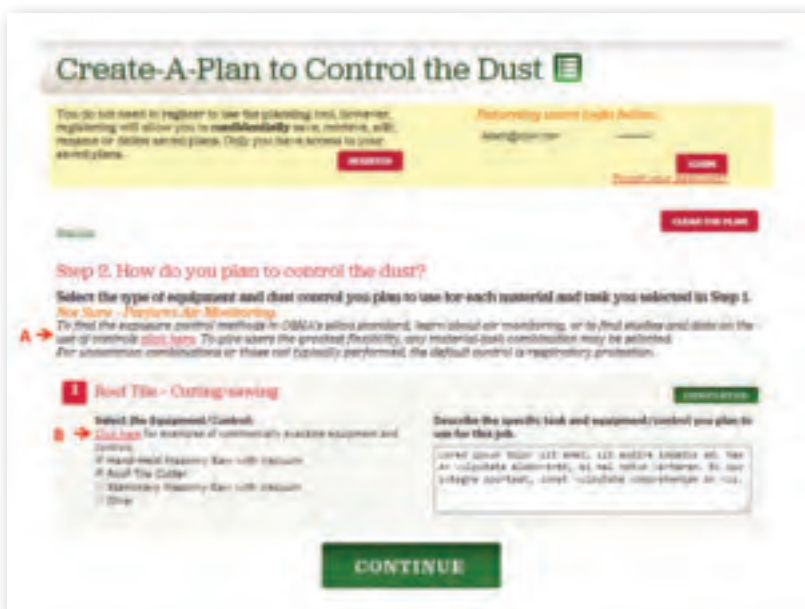 Create-A-Plan to Control the Dust
You do not need to register to use the planning tool, however,
registering will allow you to confidentially save, retrieve, edit,
rename or delete saved plans. Only you have access to your
saved plans.
REGISTER
Returning users login below.
LOGIN
CLEAR THE PLAN
Step 2. How do you plan to control the dust?
Select the type of equipment and dust control you plan to use for each material and task you selected in Step 1.
Not Sure - Perform Air Monitoring.
A
To find the exposure control methods in OSHA's silica standard, learn about air monitoring, or to find studies and data on the
use of controls click here. To give users the greatest flexibility, any material-task combination may be selected.
For uncommon combinations or those not typically performed, the default control is respiratory protection.
1
Roof Tile - Cutting/sawing
Select the Equipment/Control:
B
Click here for examples of commercially available equipment and
controls.
Hand-Held Masonry Saw with Vacuum
Roof Tile Cutter
Stationary Masonry Saw with Vacuum
Other
Describe the specific task and equipment/control you plan to
use for this job.
Lorem ipsum dolor sit amet, sit
CONTINUE